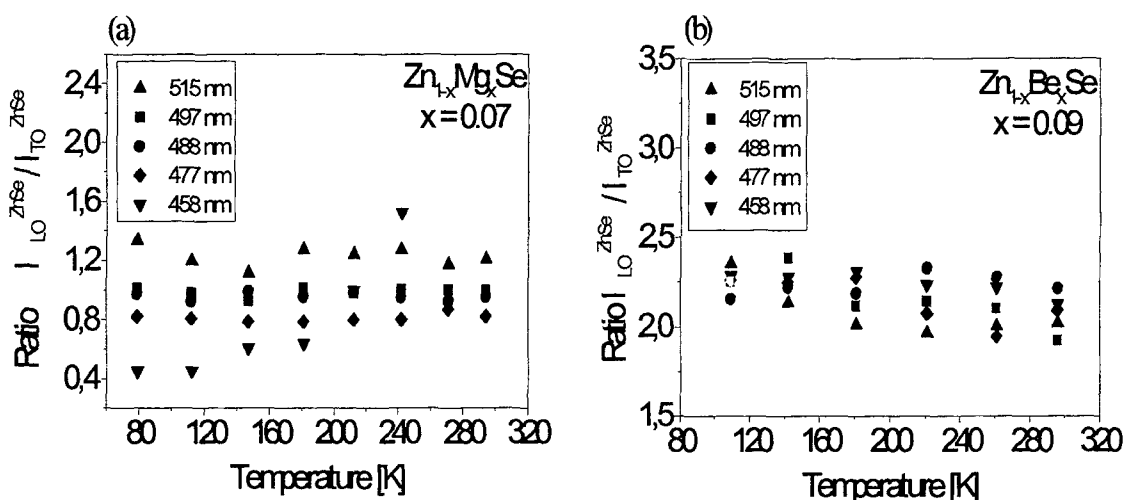 (a)
2,4
2,0
1,6
1,2
0,8
0,4
Ratio I LO ZnSe / I TO ZnSe
515 nm
497 nm
488 nm
477 nm
458 nm
Zn1-xMgxSe
x = 0.07
80 120 160 200 240 280 320
Temperature [K]
(b)
3,5
3,0
2,5
2,0
1,5
Ratio I LO ZnSe / I TO ZnSe
515 nm
497 nm
488 nm
477 nm
458 nm
Zn1-xBexSe
x = 0.09
80 120 160 200 240 280 320
Temperature [K]